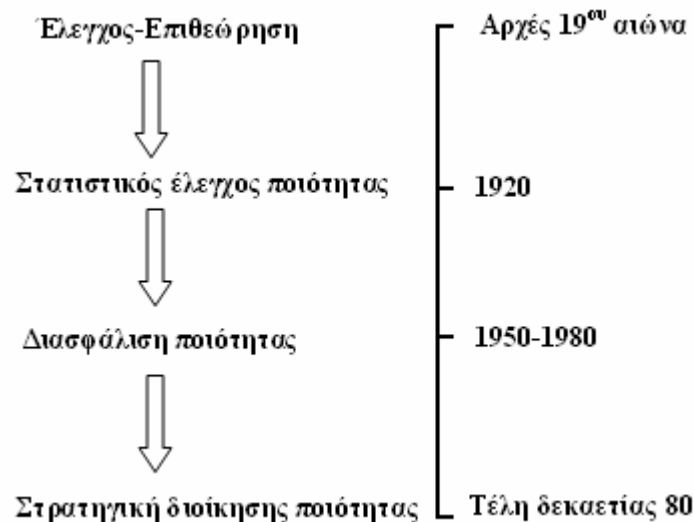 Έλεγχος-Επιθεώρηση Αρχές 19ου αιώνα
Στατιστικός έλεγχος ποιότητας 1920
Διασφάλιση ποιότητας 1950-1980
Στρατηγική διοίκησης ποιότητας Τέλη δεκαετίας 80